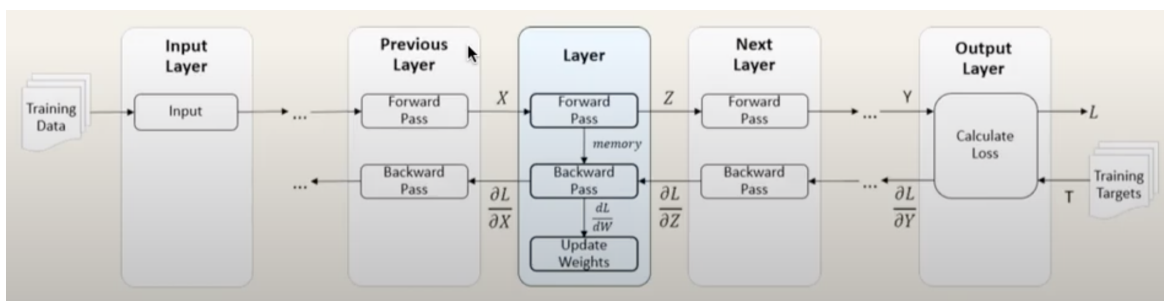 Input
Layer
Previous
Layer
Layer
Next
Layer
Output
Layer
Training
Data
Input
...
Forward
Pass
X
Forward
Pass
Z
Forward
Pass
...
Y
Calculate
Loss
L
memory
...
Backward
Pass
∂L
∂X
Backward
Pass
∂L
∂Z
Backward
Pass
...
∂L
∂Y
T
Training
Targets
dL
dW
Update
Weights